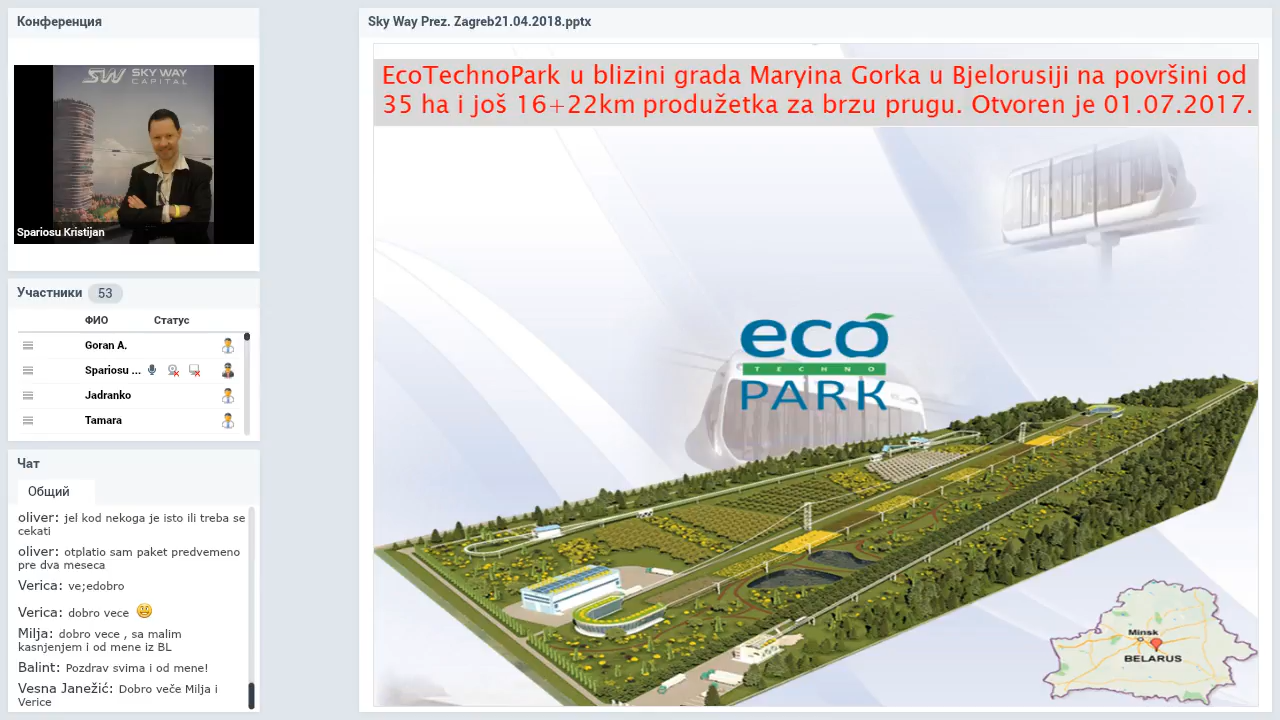 Конференция
SW SKY WAY
CAPITAL
Spariosu Kristijan
Участники 53
ФИО Статус
Goran A.
Spariosu ...
Jadranko
Tamara
Чат
Общий
oliver: jel kod nekoga je isto ili treba se
cekati
oliver: otplatio sam paket predvemeno
pre dva meseca
Verica: ve;edobro
Verica: dobro vece
Milja: dobro vece , sa malim
kasnjenjem i od mene iz BL
Balint: Pozdrav svima i od mene!
Vesna Janežić: Dobro veče Milja i
Verice
Sky Way Prez. Zagreb21.04.2018.pptx
EcoTechnoPark u blizini grada Maryina Gorka u Bjelorusiji na površini od
35 ha i još 16+22km produžetka za brzu prugu. Otvoren je 01.07.2017.
eco
TECHNO
PARK
Minsk
BELARUS